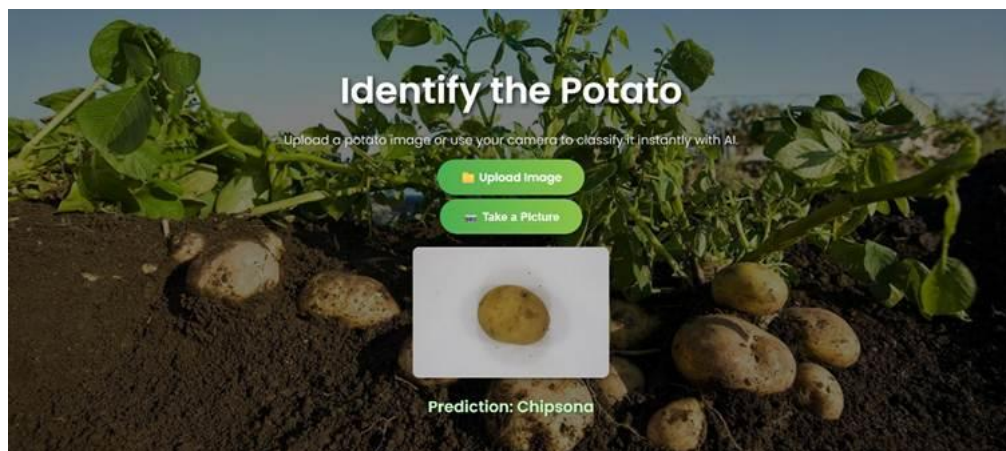 Identify the Potato
Upload a potato image or use your camera to classify it instantly with AI.
Upload Image
Take a Picture
Prediction: Chipsona